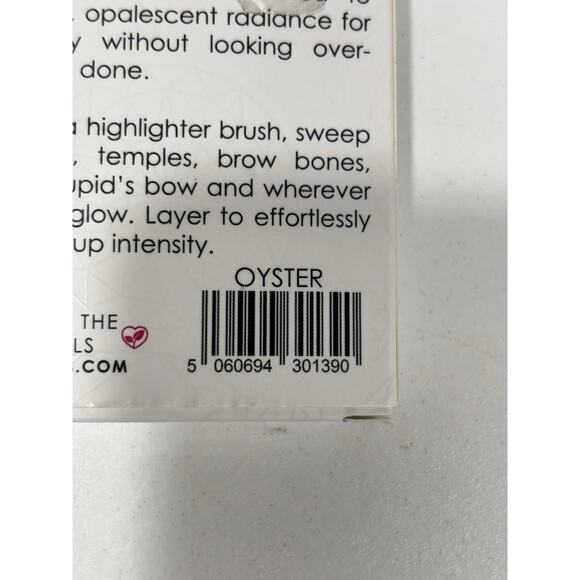 , opalescent radiance for
y without looking over-
done.
a highlighter brush, sweep
, temples, brow bones,
upid's bow and wherever
glow. Layer to effortlessly
up intensity.
OYSTER
THE
LS
S.COM
5 060694 301390